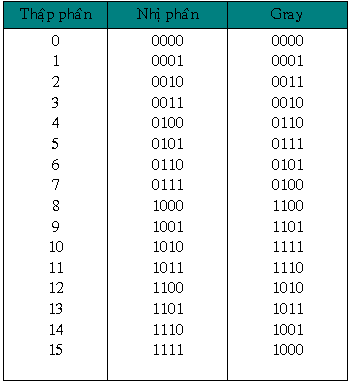 Thập phân Nhị phân Gray
0 0000 0000
1 0001 0001
2 0010 0011
3 0011 0010
4 0100 0110
5 0101 0111
6 0110 0101
7 0111 0100
8 1000 1100
9 1001 1101
10 1010 1111
11 1011 1110
12 1100 1010
13 1101 1011
14 1110 1001
15 1111 1000